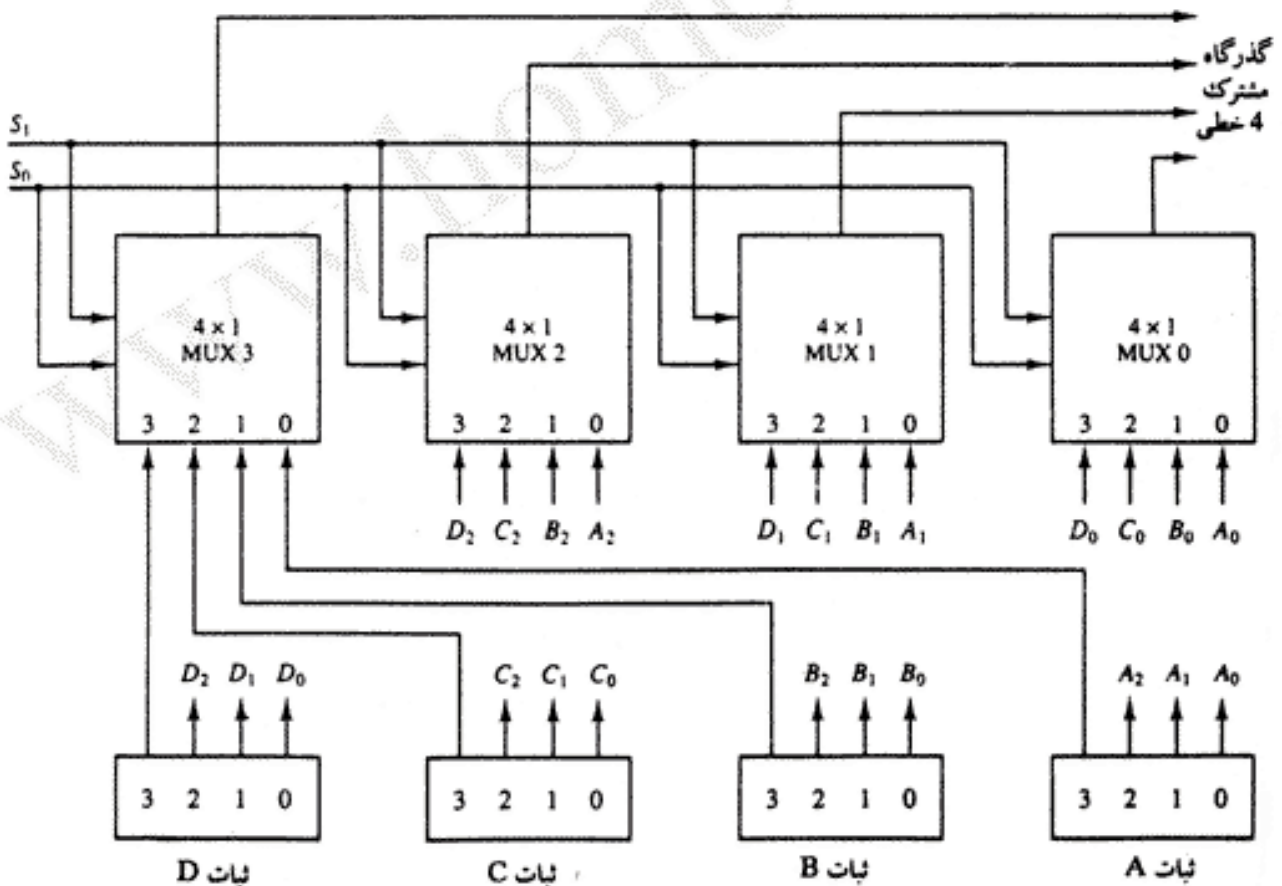 گذرگاه
مشترک
4 خطی
S1
S0
4 × 1
MUX 3
3 2 1 0
4 × 1
MUX 2
3 2 1 0
4 × 1
MUX 1
3 2 1 0
4 × 1
MUX 0
3 2 1 0
D2 C2 B2 A2
D1 C1 B1 A1
D0 C0 B0 A0
D2 D1 D0
C2 C1 C0
B2 B1 B0
A2 A1 A0
3 2 1 0
3 2 1 0
3 2 1 0
3 2 1 0
ثبات D
ثبات C
ثبات B
ثبات A